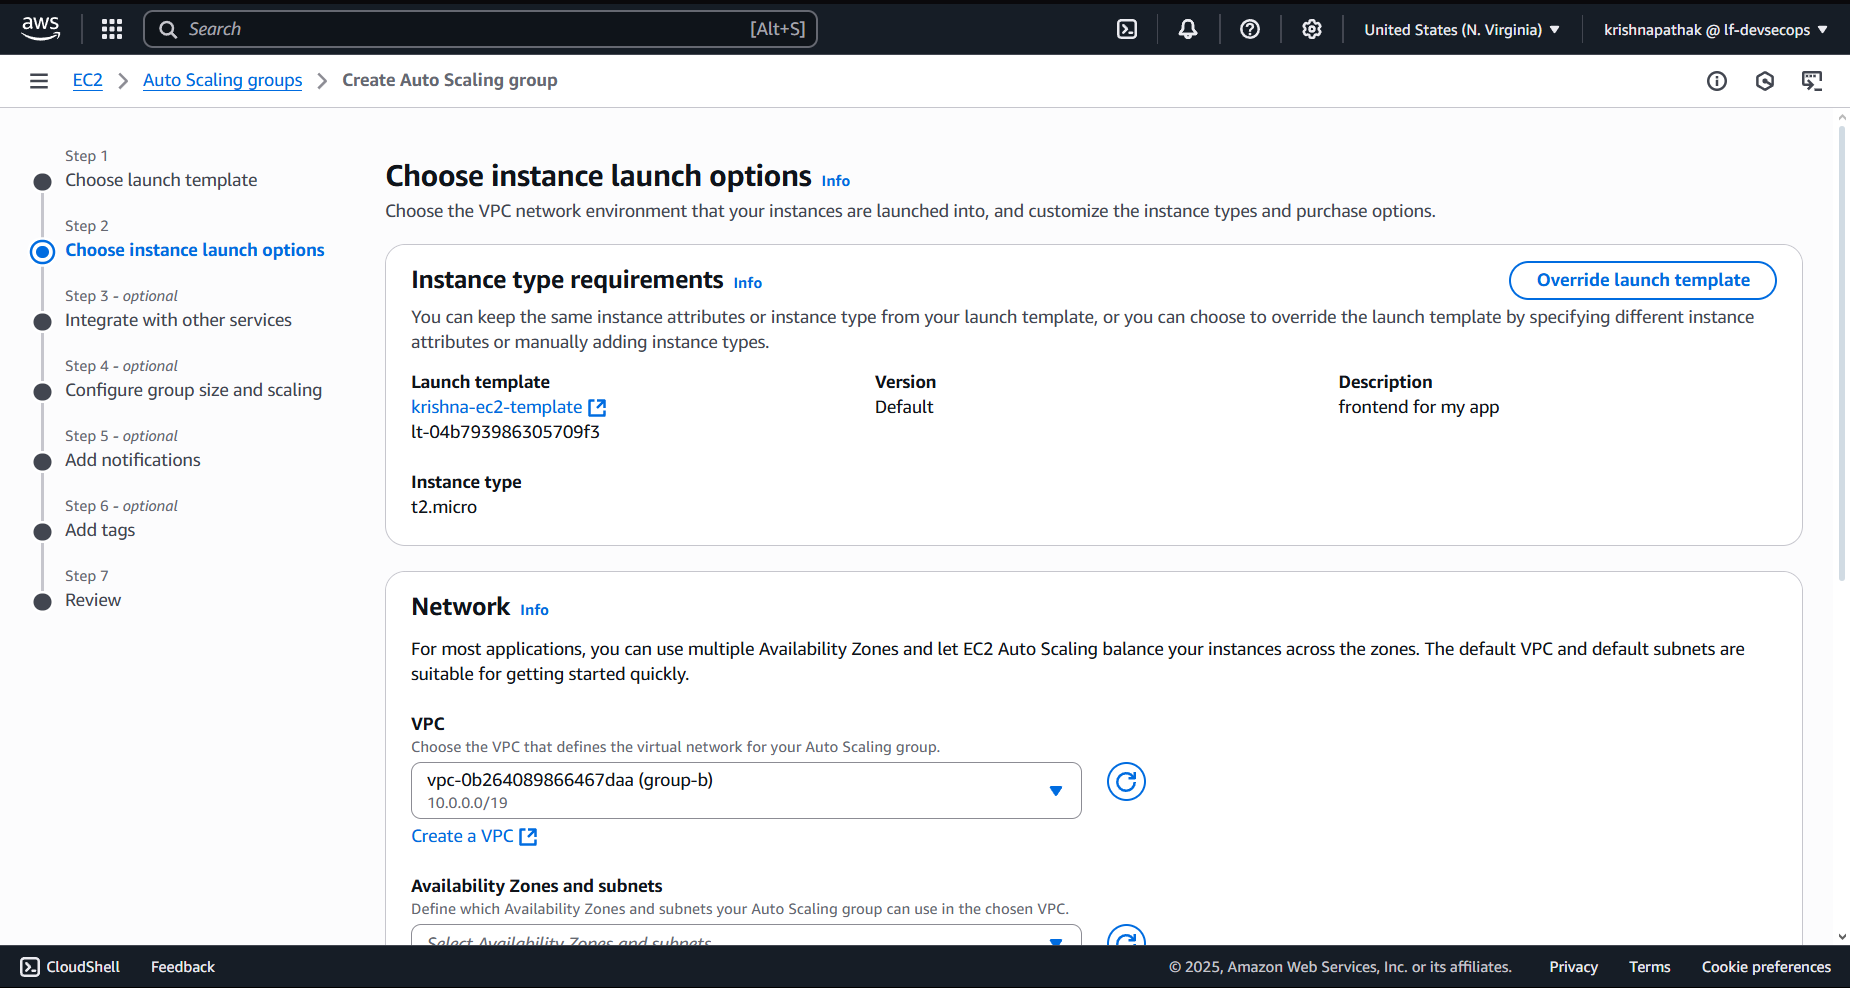 aws
Search [Alt+S]
United States (N. Virginia)
krishnapathak @ lf-devsecops
EC2
Auto Scaling groups
Create Auto Scaling group
Step 1
Choose launch template
Step 2
Choose instance launch options
Step 3 - optional
Integrate with other services
Step 4 - optional
Configure group size and scaling
Step 5 - optional
Add notifications
Step 6 - optional
Add tags
Step 7
Review
Choose instance launch options Info
Choose the VPC network environment that your instances are launched into, and customize the instance types and purchase options.
Instance type requirements Info
Override launch template
You can keep the same instance attributes or instance type from your launch template, or you can choose to override the launch template by specifying different instance
attributes or manually adding instance types.
Launch template
krishna-ec2-template
lt-04b793986305709f3
Version
Default
Description
frontend for my app
Instance type
t2.micro
Network Info
For most applications, you can use multiple Availability Zones and let EC2 Auto Scaling balance your instances across the zones. The default VPC and default subnets are
suitable for getting started quickly.
VPC
Choose the VPC that defines the virtual network for your Auto Scaling group.
vpc-0b264089866467daa (group-b)
10.0.0.0/19
Create a VPC
Availability Zones and subnets
Define which Availability Zones and subnets your Auto Scaling group can use in the chosen VPC.
Select Availability Zones and subnets
CloudShell
Feedback
© 2025, Amazon Web Services, Inc. or its affiliates.
Privacy
Terms
Cookie preferences